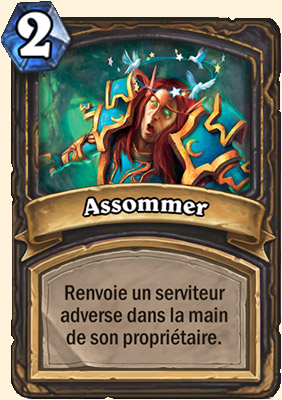 2
Assommer
Renvoie un serviteur
adverse dans la main
de son propriétaire.